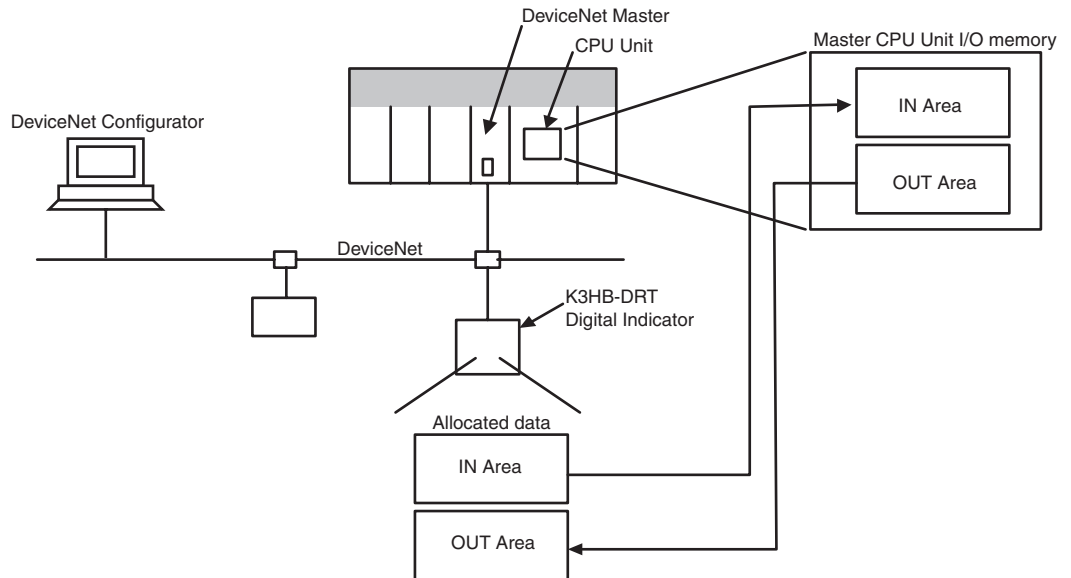 DeviceNet Master
CPU Unit
Master CPU Unit I/O memory
DeviceNet Configurator
IN Area
OUT Area
DeviceNet
K3HB-DRT
Digital Indicator
Allocated data
IN Area
OUT Area